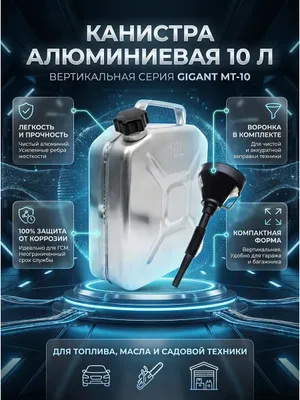 КАНИСТРА
АЛЮМИНИЕВАЯ 10 Л
ВЕРТИКАЛЬНАЯ СЕРИЯ GIGANT MT-10
ЛЕГКОСТЬ
И ПРОЧНОСТЬ
Чистый алюминий.
Усиленные ребра
жесткости
ВОРОНКА
В КОМПЛЕКТЕ
Для чистой и
аккуратной
заправки техники
100% ЗАЩИТА
ОТ КОРРОЗИИ
Идеально для ГСМ.
Неограниченный
срок службы
КОМПАКТНАЯ
ФОРМА
Вертикальная.
Удобно для гаража
и багажника
ДЛЯ ТОПЛИВА, МАСЛА И САДОВОЙ ТЕХНИКИ